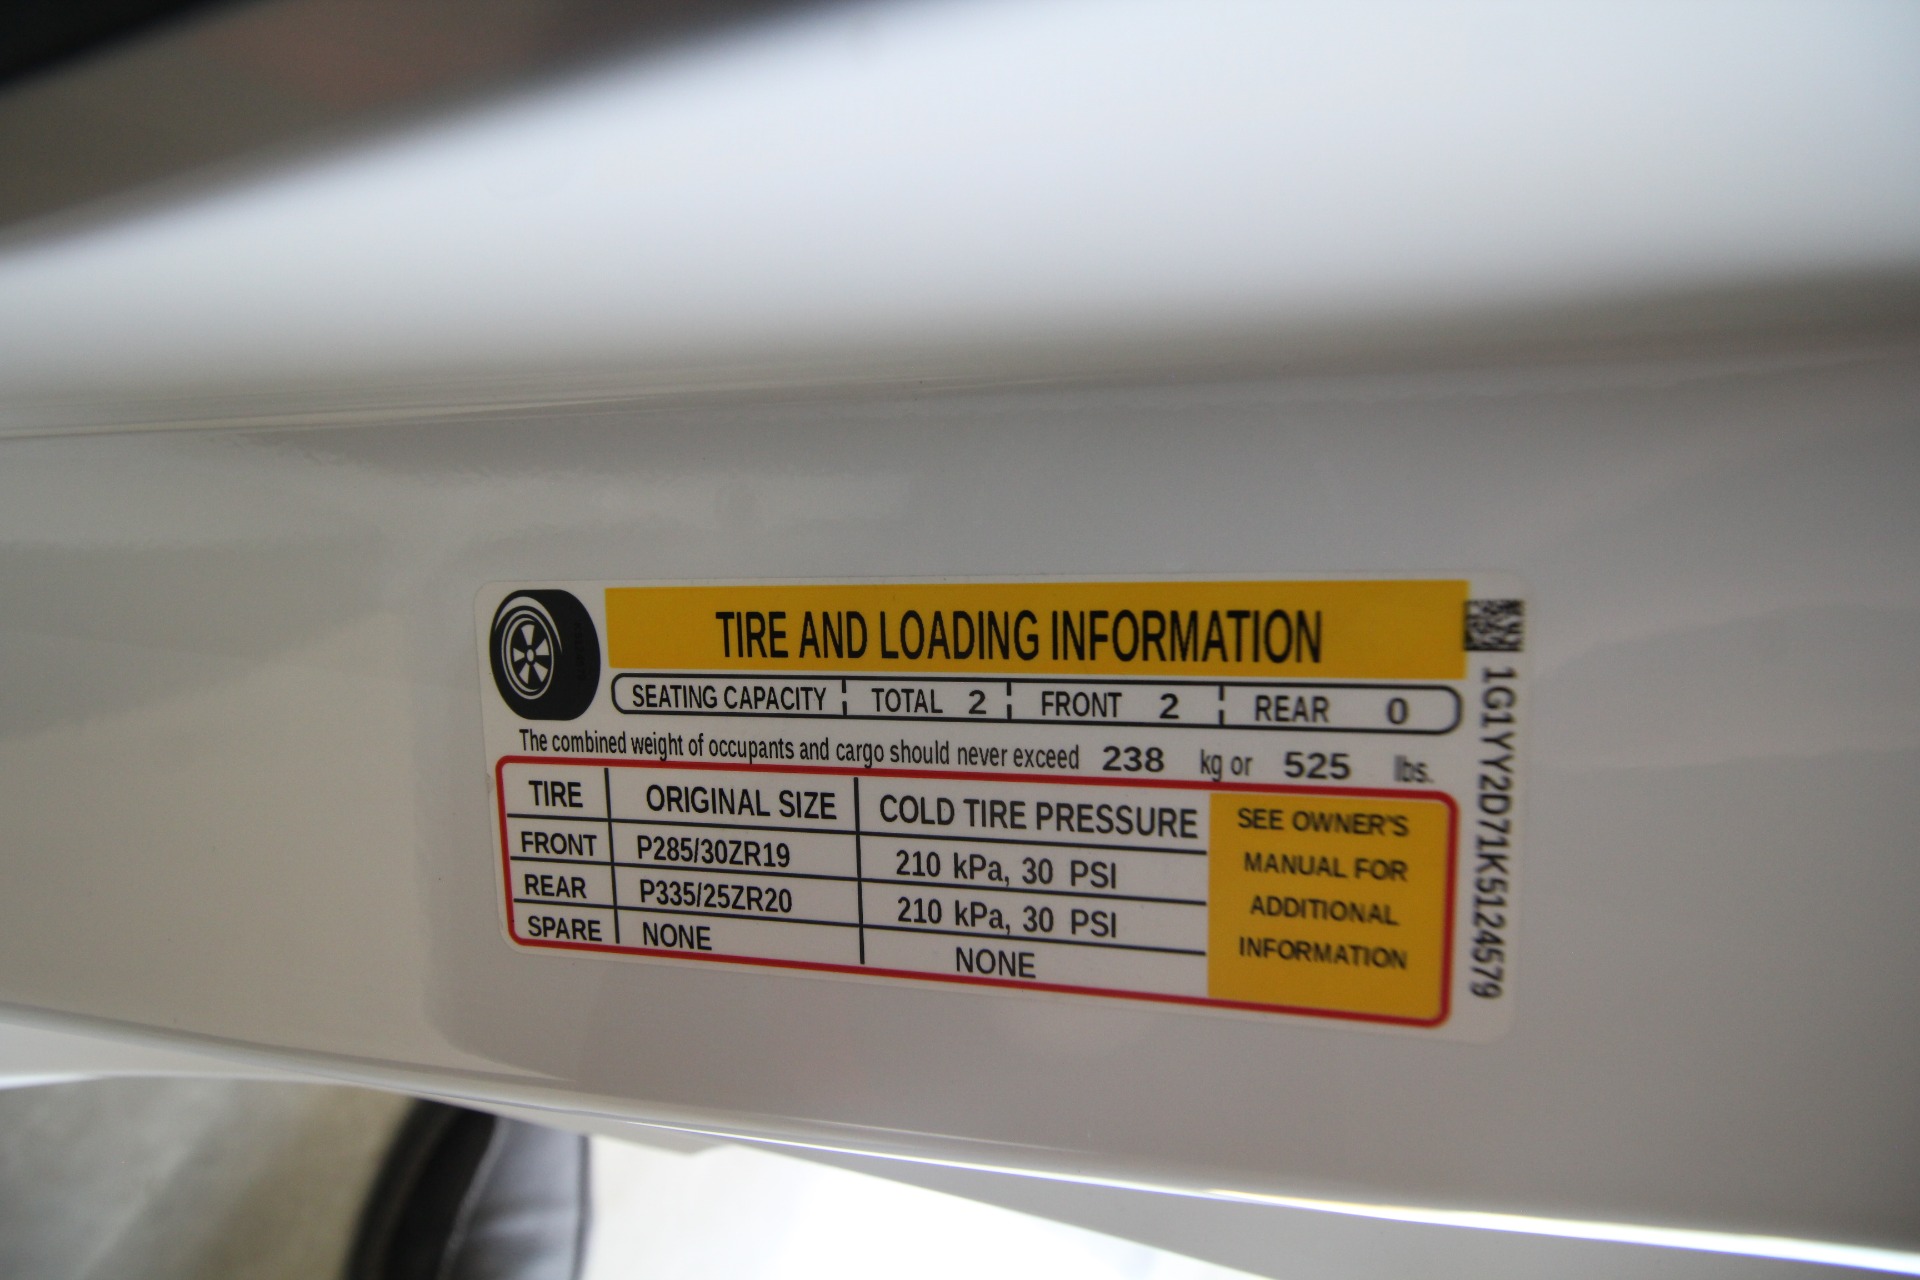 TIRE AND LOADING INFORMATION
SEATING CAPACITY TOTAL 2 FRONT 2 REAR 0
The combined weight of occupants and cargo should never exceed 238 kg or 525 lbs.
TIRE ORIGINAL SIZE COLD TIRE PRESSURE
FRONT P285/30ZR19 210 kPa, 30 PSI
REAR P335/25ZR20 210 kPa, 30 PSI
SPARE NONE NONE
SEE OWNER'S
MANUAL FOR
ADDITIONAL
INFORMATION
1G1YY2D71K5124579